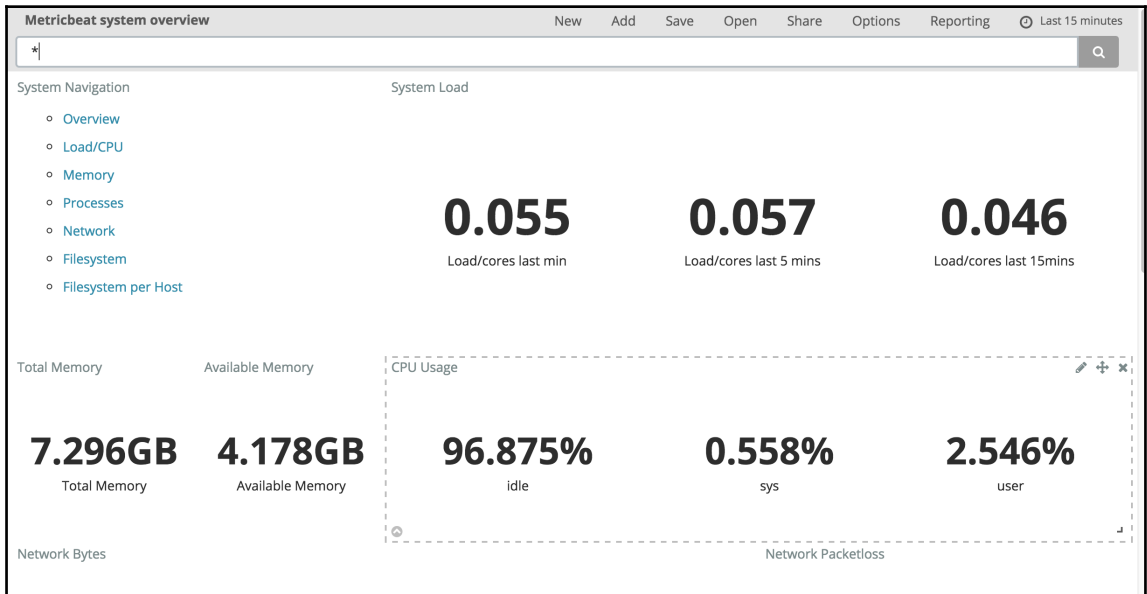 Metricbeat system overview New Add Save Open Share Options Reporting Last 15 minutes
*
System Navigation System Load
Overview
Load/CPU
Memory
Processes
Network
Filesystem
Filesystem per Host
0.055 0.057 0.046
Load/cores last min Load/cores last 5 mins Load/cores last 15mins
Total Memory Available Memory CPU Usage
7.296GB 4.178GB 96.875% 0.558% 2.546%
Total Memory Available Memory idle sys user
Network Bytes Network Packetloss